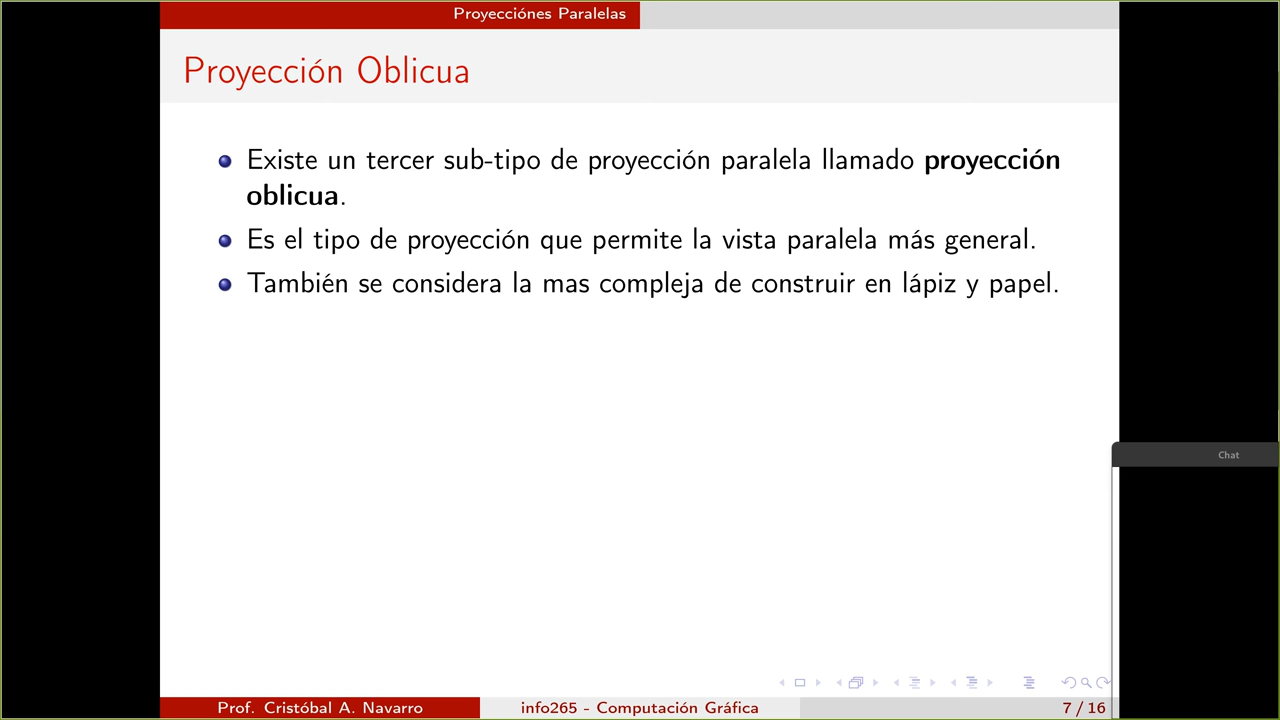 Proyecciónes Paralelas
Proyección Oblicua
Existe un tercer sub-tipo de proyección paralela llamado proyección
oblicua.
Es el tipo de proyección que permite la vista paralela más general.
También se considera la mas compleja de construir en lápiz y papel.
Chat
Prof. Cristóbal A. Navarro
info265 - Computación Gráfica
7 / 16